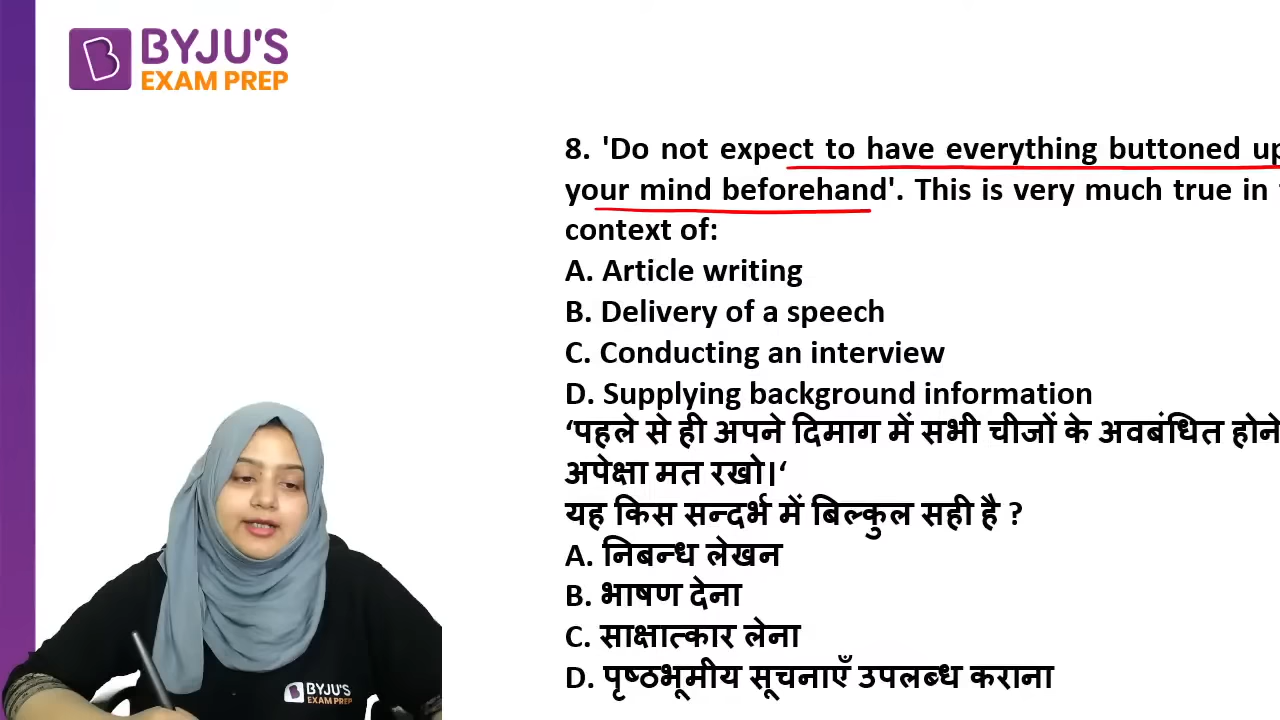 BYJU'S
EXAM PREP
8. 'Do not expect to have everything buttoned up
your mind beforehand'. This is very much true in
context of:
A. Article writing
B. Delivery of a speech
C. Conducting an interview
D. Supplying background information
‘पहले से ही अपने दिमाग में सभी चीजों के अवबंधित होने
अपेक्षा मत रखो।‘
यह किस सन्दर्भ में बिल्कुल सही है ?
A. निबन्ध लेखन
B. भाषण देना
C. साक्षात्कार लेना
D. पृष्ठभूमीय सूचनाएँ उपलब्ध कराना
BYJU'S
EXAM PREP